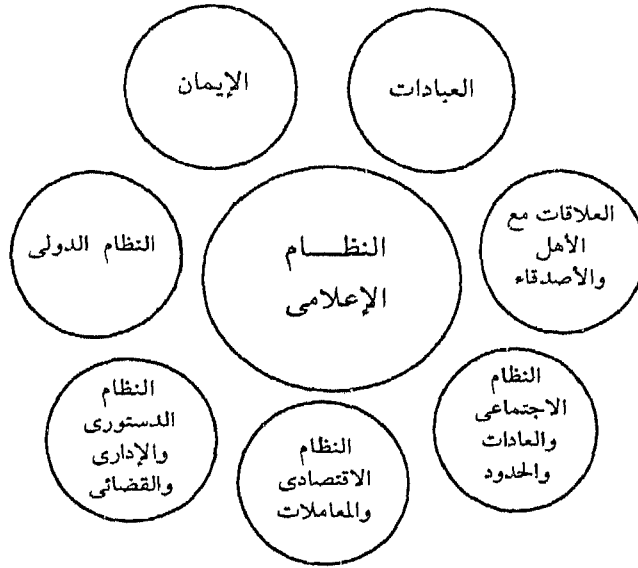 العبادات
الإيمان
العلاقات مع
الأهل
والأصدقاء
النظـــام
الإعلامى
النظام الدولى
النظام
الاجتماعى
والعادات
والحدود
النظام
الاقتصادى
والمعاملات
النظام
الدستورى
والإدارى
والقضائى